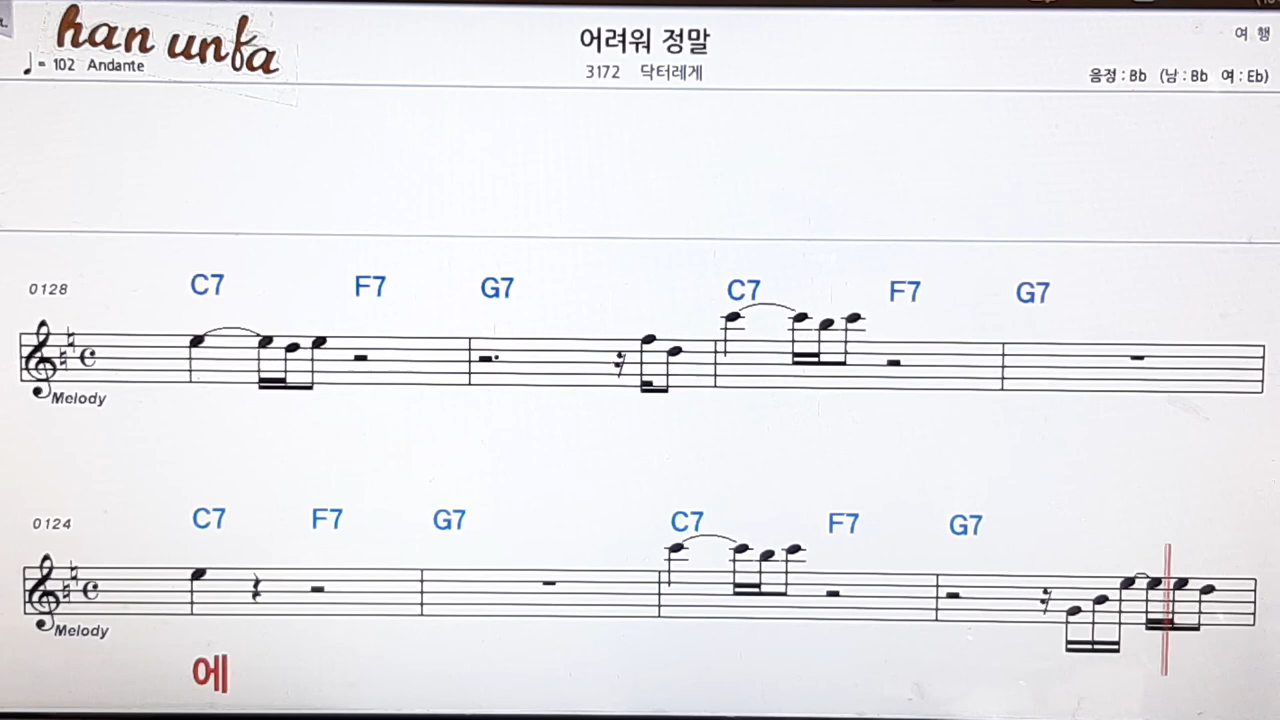 han unfa
♩= 102 Andante
어려워 정말
3172 닥터레게
여 행
음정 : Bb (남 : Bb 여 : Eb)
0128
C7 F7 G7 C7 F7 G7
Melody
0124
C7 F7 G7 C7 F7 G7
Melody
에